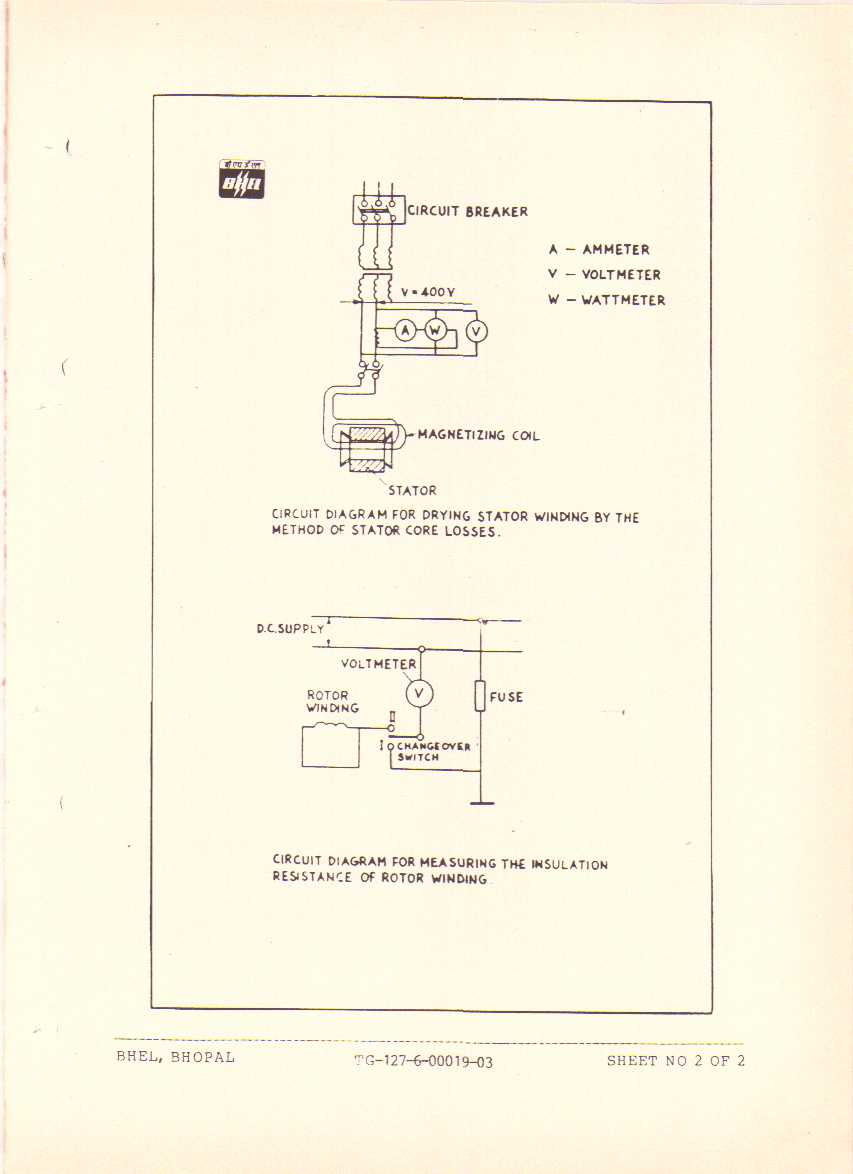 बी एच ई एल
BHEL
CIRCUIT BREAKER
A – AMMETER
V – VOLTMETER
W – WATTMETER
V = 400V
A
W
V
MAGNETIZING COIL
STATOR
CIRCUIT DIAGRAM FOR DRYING STATOR WINDING BY THE
METHOD OF STATOR CORE LOSSES.
D.C.SUPPLY
VOLTMETER
V
FUSE
ROTOR
WINDING
II
I
CHANGEOVER
SWITCH
CIRCUIT DIAGRAM FOR MEASURING THE INSULATION
RESISTANCE OF ROTOR WINDING.
BHEL, BHOPAL
TG-127-6-00019-03
SHEET NO 2 OF 2